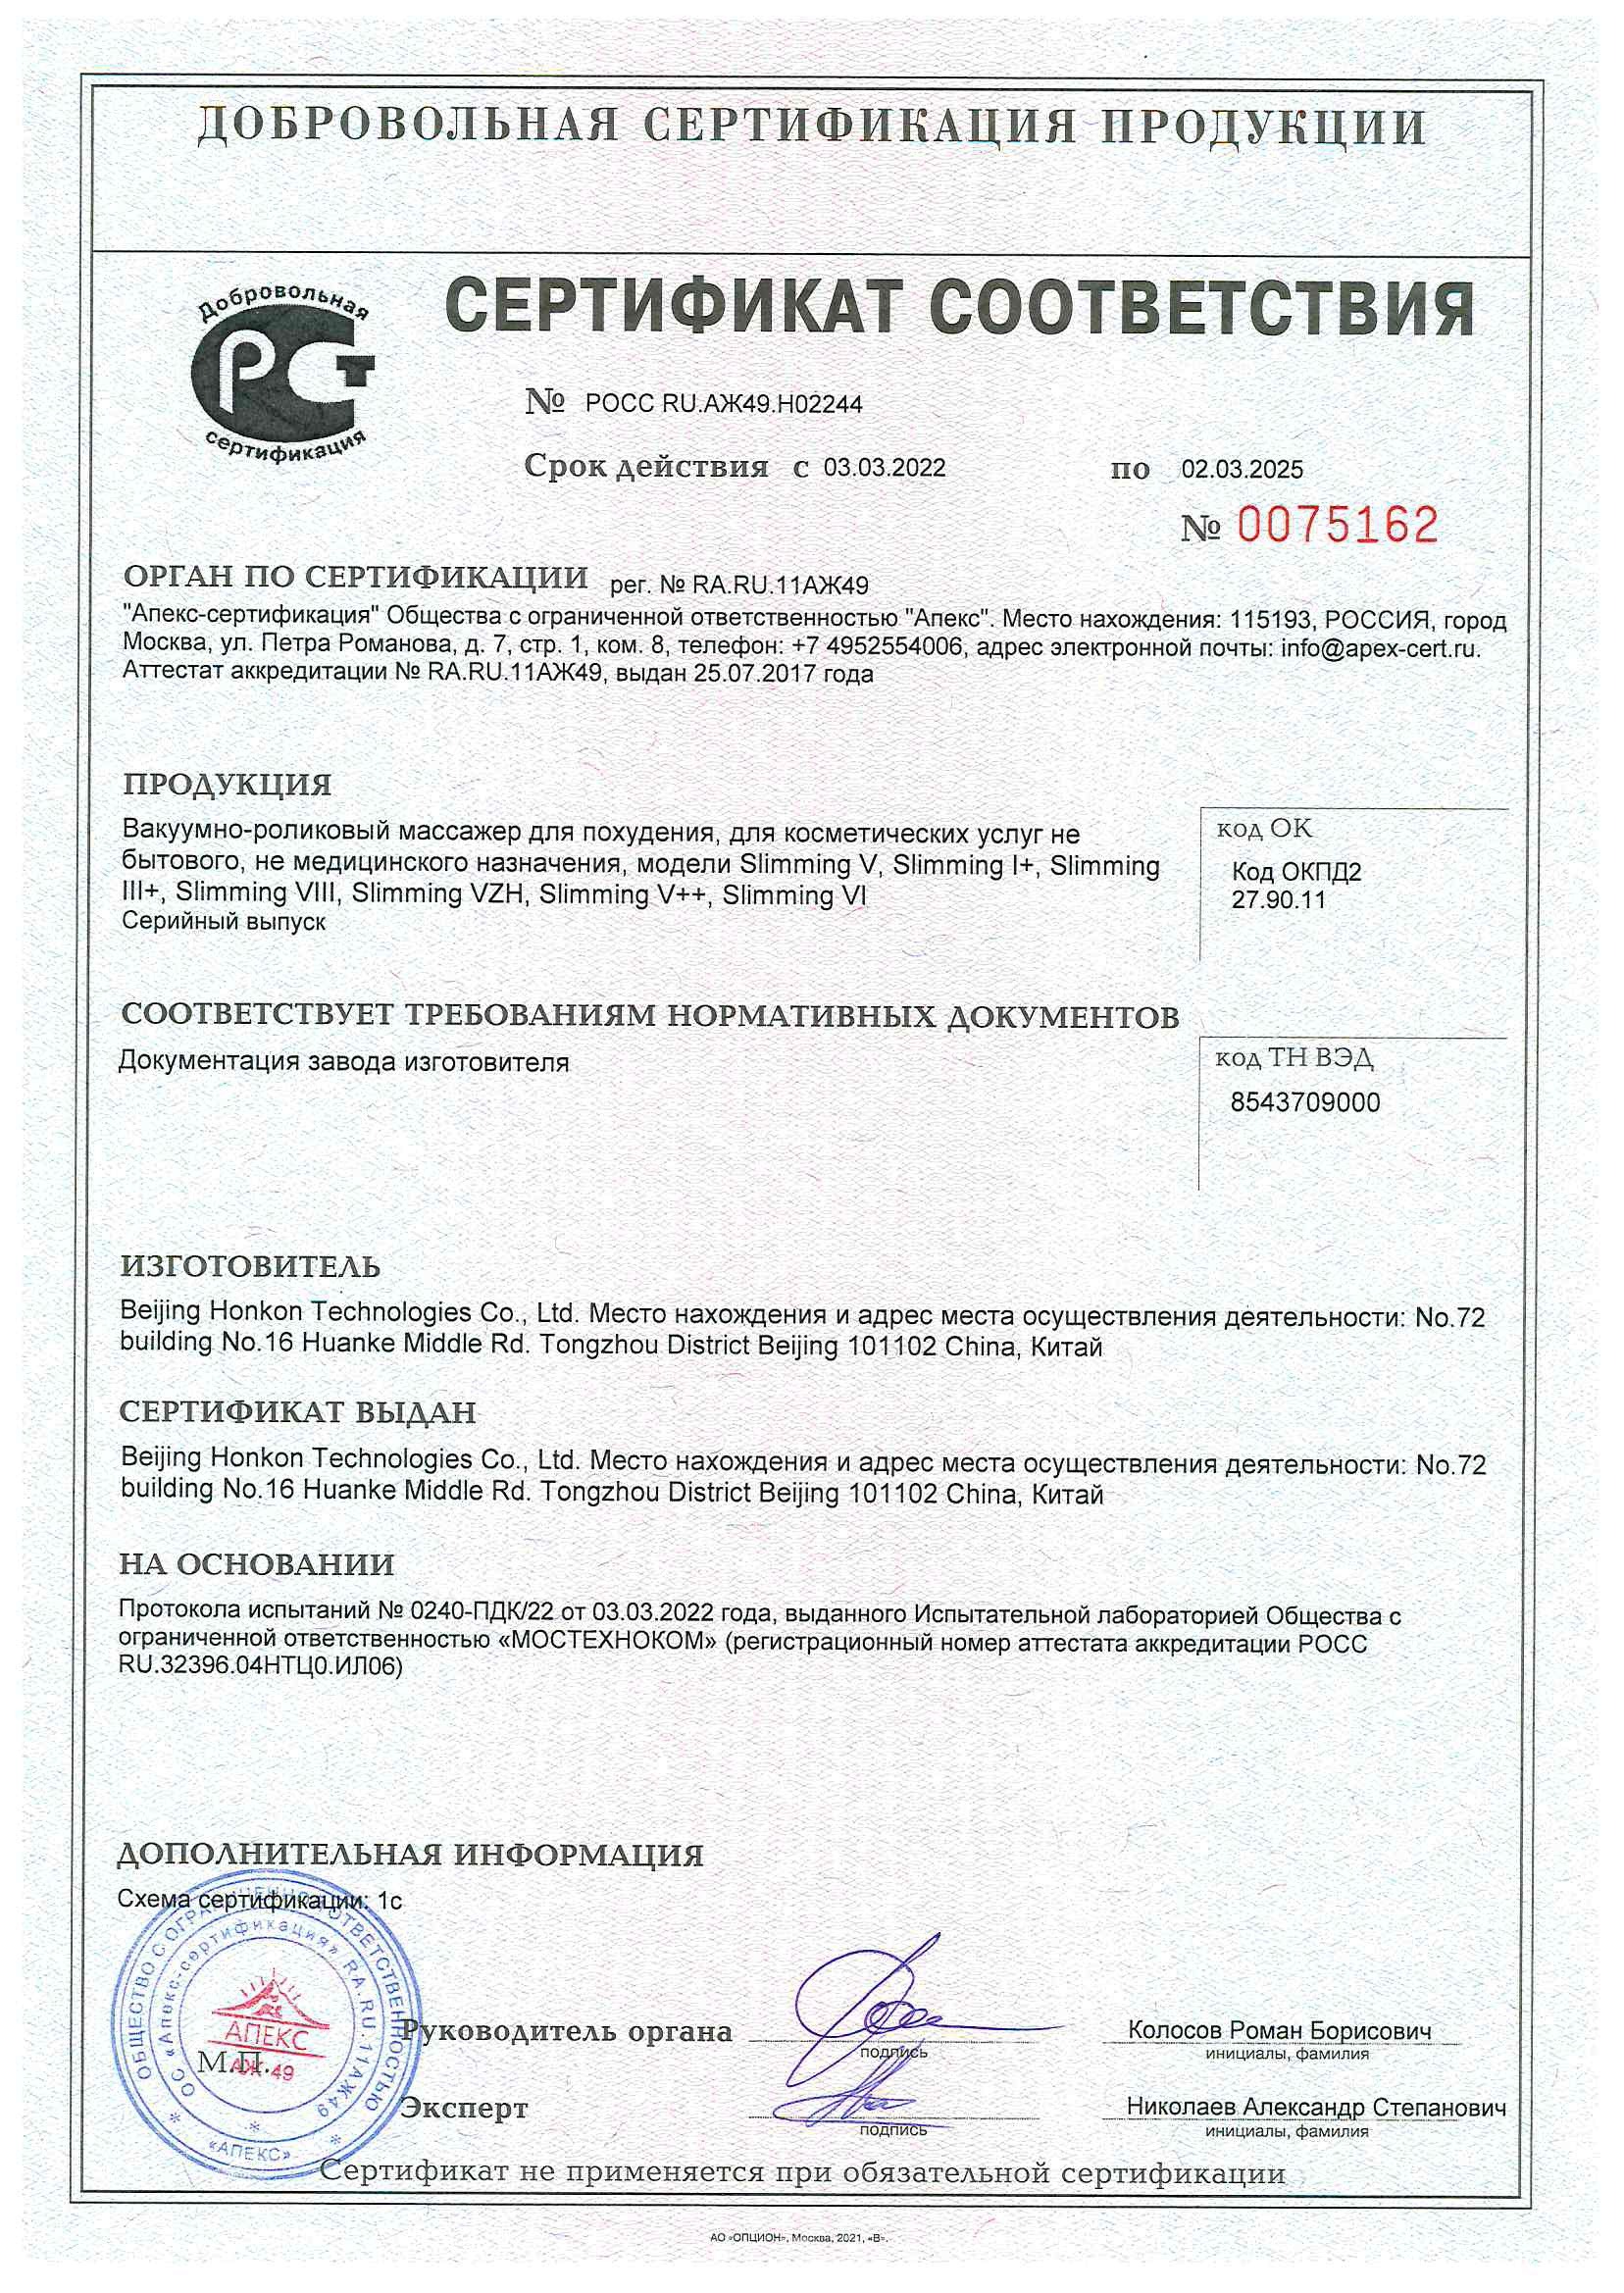 ДОБРОВОЛЬНАЯ СЕРТИФИКАЦИЯ ПРОДУКЦИИ
Добровольная
РСТ
сертификация
СЕРТИФИКАТ СООТВЕТСТВИЯ
№ РОСС RU.АЖ49.Н02244
Срок действия с 03.03.2022 по 02.03.2025
№ 0075162
ОРГАН ПО СЕРТИФИКАЦИИ рег. № RA.RU.11АЖ49
"Апекс-сертификация" Общества с ограниченной ответственностью "Апекс". Место нахождения: 115193, РОССИЯ, город
Москва, ул. Петра Романова, д. 7, стр. 1, ком. 8, телефон: +7 4952554006, адрес электронной почты: info@apex-cert.ru.
Аттестат аккредитации № RA.RU.11АЖ49, выдан 25.07.2017 года
ПРОДУКЦИЯ
Вакуумно-роликовый массажер для похудения, для косметических услуг не
бытового, не медицинского назначения, модели Slimming V, Slimming I+, Slimming
III+, Slimming VIII, Slimming VZH, Slimming V++, Slimming VI
Серийный выпуск
код ОК
Код ОКПД2
27.90.11
СООТВЕТСТВУЕТ ТРЕБОВАНИЯМ НОРМАТИВНЫХ ДОКУМЕНТОВ
Документация завода изготовителя
код ТН ВЭД
8543709000
ИЗГОТОВИТЕЛЬ
Beijing Honkon Technologies Co., Ltd. Место нахождения и адрес места осуществления деятельности: No.72
building No.16 Huanke Middle Rd. Tongzhou District Beijing 101102 China, Китай
СЕРТИФИКАТ ВЫДАН
Beijing Honkon Technologies Co., Ltd. Место нахождения и адрес места осуществления деятельности: No.72
building No.16 Huanke Middle Rd. Tongzhou District Beijing 101102 China, Китай
НА ОСНОВАНИИ
Протокола испытаний № 0240-ПДК/22 от 03.03.2022 года, выданного Испытательной лабораторией Общества с
ограниченной ответственностью «МОСТЕХНОКОМ» (регистрационный номер аттестата аккредитации РОСС
RU.32396.04НТЦ0.ИЛ06)
ДОПОЛНИТЕЛЬНАЯ ИНФОРМАЦИЯ
Схема сертификации: 1с
ОБЩЕСТВО С ОГРАНИЧЕННОЙ ОТВЕТСТВЕННОСТЬЮ
«АПЕКС»
ОС «Апекс-сертификация» RA.RU.11АЖ49
АПЕКС
АЖ 49
М.П.
Руководитель органа
подпись
Колосов Роман Борисович
инициалы, фамилия
Эксперт
подпись
Николаев Александр Степанович
инициалы, фамилия
Сертификат не применяется при обязательной сертификации
АО «ОПЦИОН», Москва, 2021, «В».